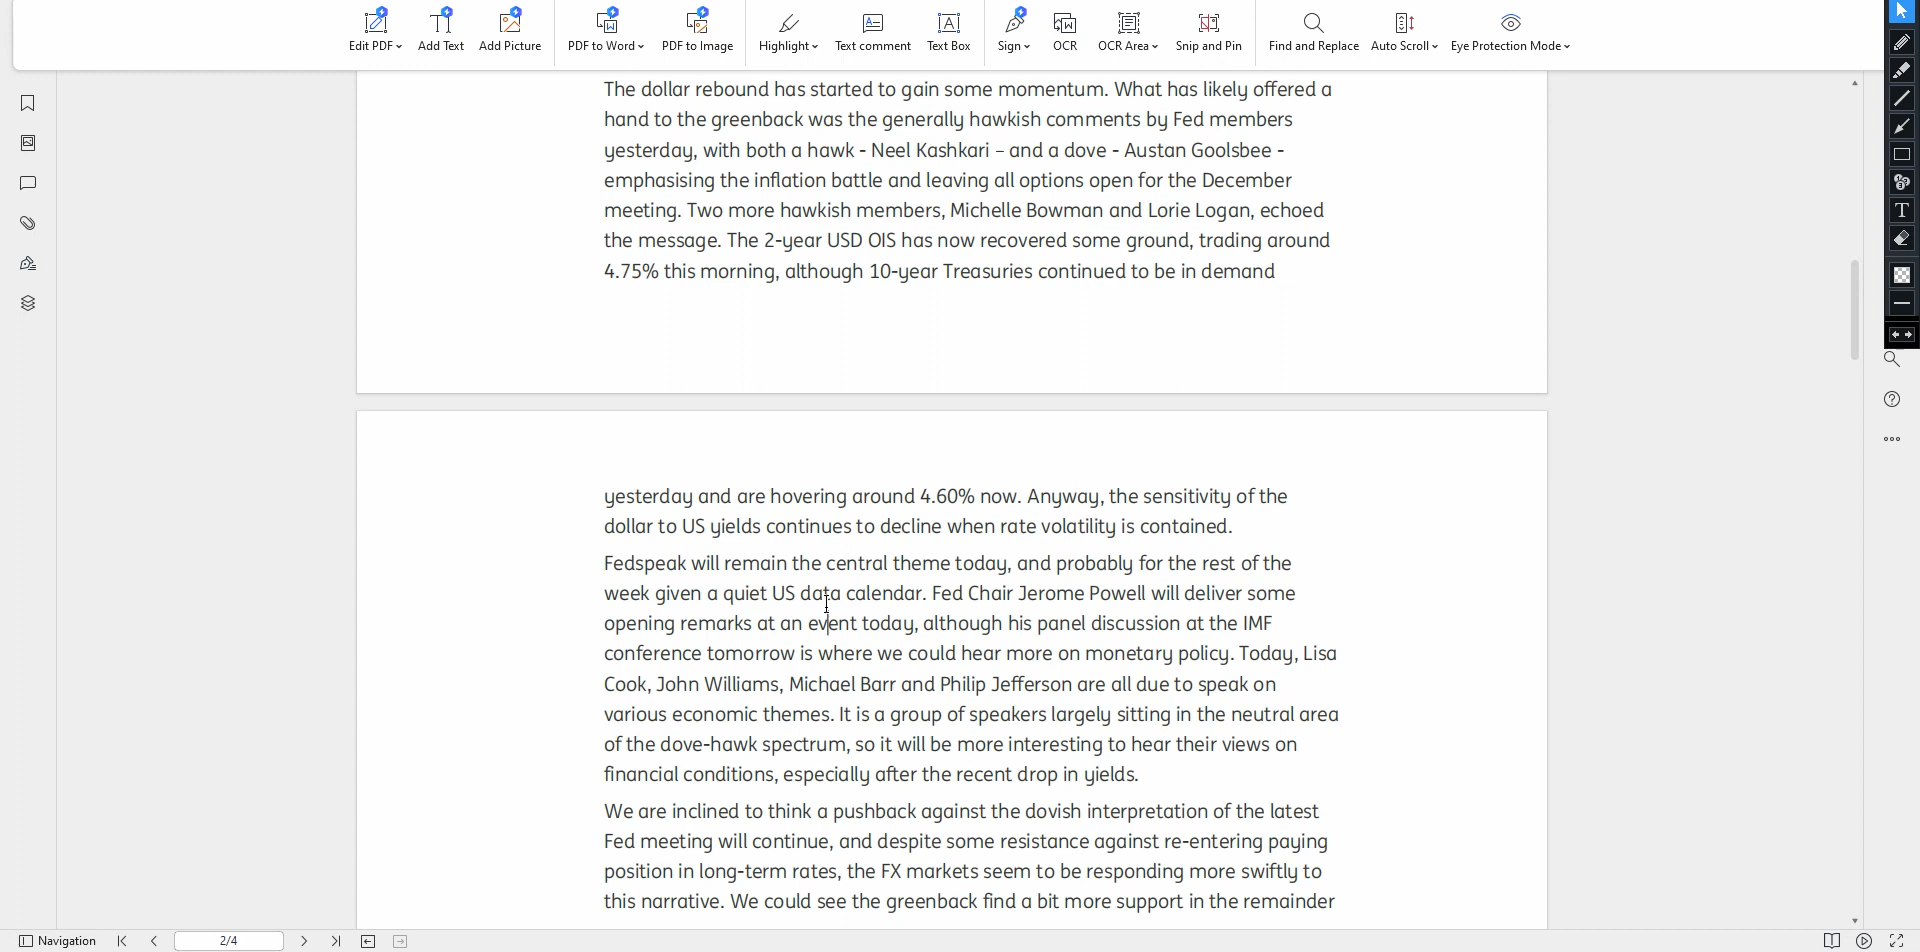 Edit PDF
Add Text
Add Picture
PDF to Word
PDF to Image
Highlight
Text comment
Text Box
Sign
OCR
OCR Area
Snip and Pin
Find and Replace
Auto Scroll
Eye Protection Mode
The dollar rebound has started to gain some momentum. What has likely offered a
hand to the greenback was the generally hawkish comments by Fed members
yesterday, with both a hawk - Neel Kashkari – and a dove - Austan Goolsbee -
emphasising the inflation battle and leaving all options open for the December
meeting. Two more hawkish members, Michelle Bowman and Lorie Logan, echoed
the message. The 2-year USD OIS has now recovered some ground, trading around
4.75% this morning, although 10-year Treasuries continued to be in demand
yesterday and are hovering around 4.60% now. Anyway, the sensitivity of the
dollar to US yields continues to decline when rate volatility is contained.
Fedspeak will remain the central theme today, and probably for the rest of the
week given a quiet US data calendar. Fed Chair Jerome Powell will deliver some
opening remarks at an event today, although his panel discussion at the IMF
conference tomorrow is where we could hear more on monetary policy. Today, Lisa
Cook, John Williams, Michael Barr and Philip Jefferson are all due to speak on
various economic themes. It is a group of speakers largely sitting in the neutral area
of the dove-hawk spectrum, so it will be more interesting to hear their views on
financial conditions, especially after the recent drop in yields.
We are inclined to think a pushback against the dovish interpretation of the latest
Fed meeting will continue, and despite some resistance against re-entering paying
position in long-term rates, the FX markets seem to be responding more swiftly to
this narrative. We could see the greenback find a bit more support in the remainder
Navigation
2/4